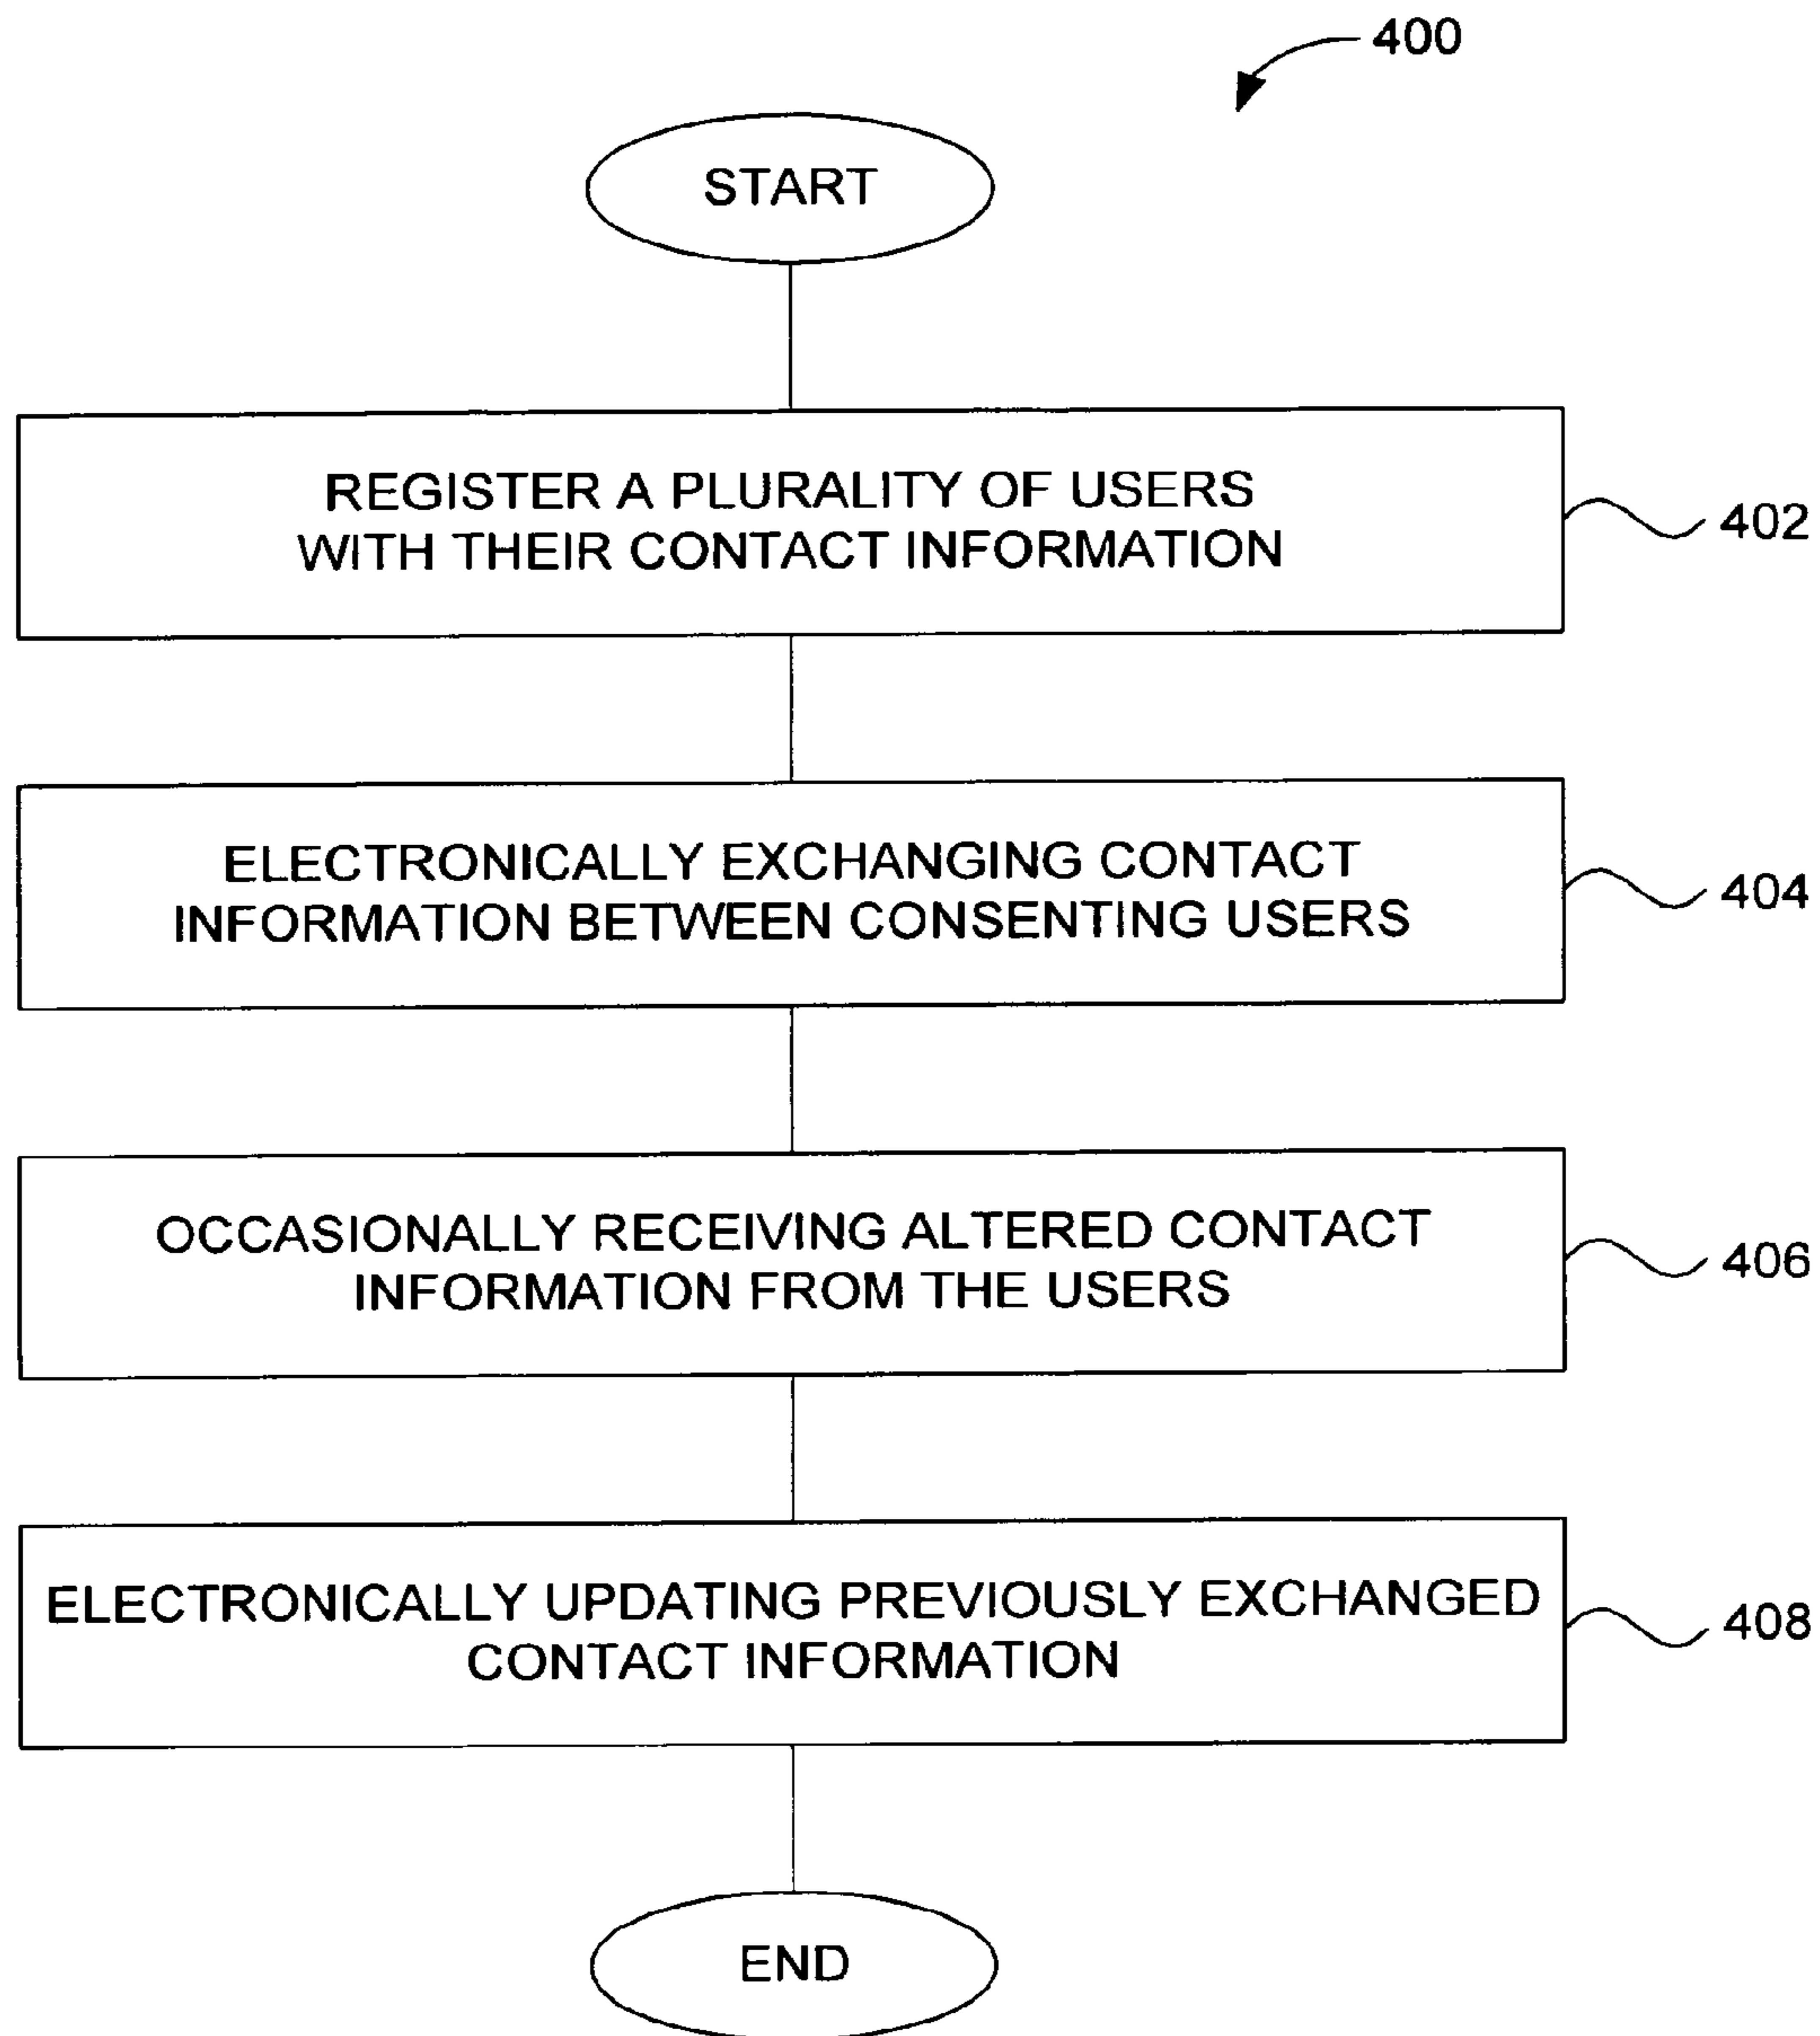 400
START
REGISTER A PLURALITY OF USERS
WITH THEIR CONTACT INFORMATION
402
ELECTRONICALLY EXCHANGING CONTACT
INFORMATION BETWEEN CONSENTING USERS
404
OCCASIONALLY RECEIVING ALTERED CONTACT
INFORMATION FROM THE USERS
406
ELECTRONICALLY UPDATING PREVIOUSLY EXCHANGED
CONTACT INFORMATION
408
END